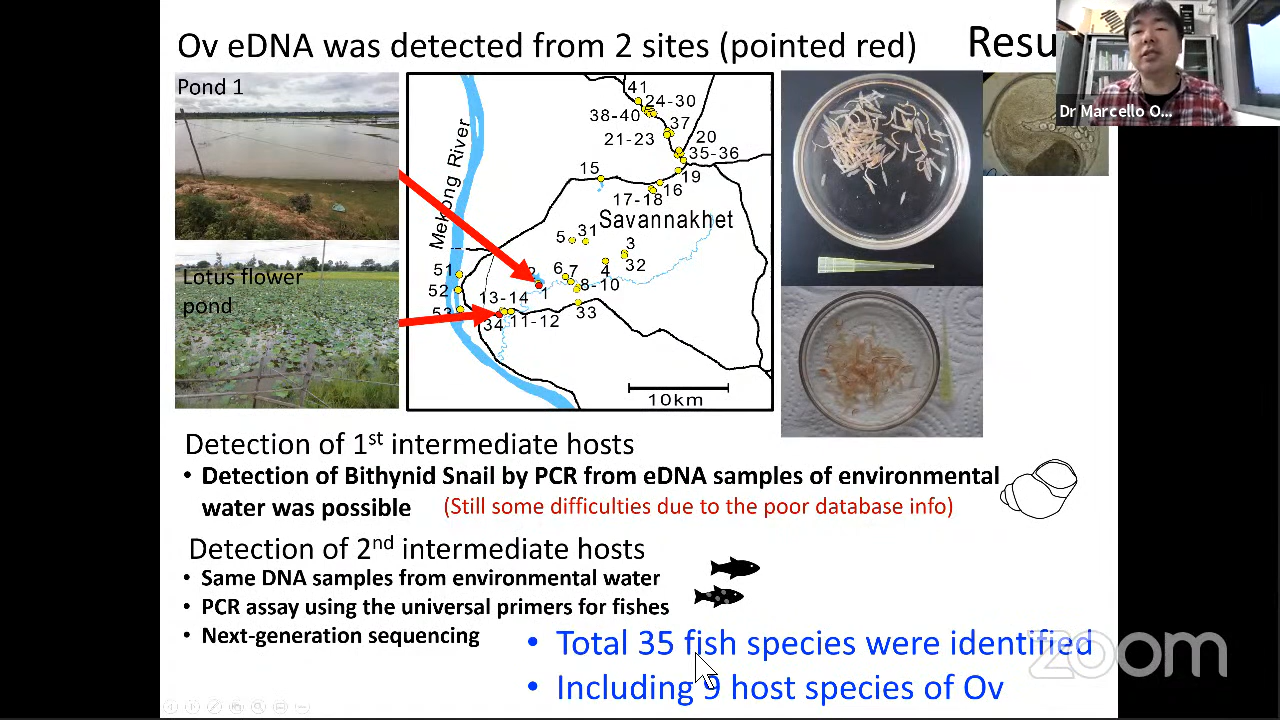 Ov eDNA was detected from 2 sites (pointed red)
Resu
Dr Marcello O...
Pond 1
Lotus flower
pond
Mekong River
41
24-30
38-40
37
21-23
20
35-36
15
19
16
17-18
Savannakhet
5
31
3
32
4
6
7
8-10
2
1
51
52
53
13-14
34
11-12
33
10km
Detection of 1st intermediate hosts
• Detection of Bithynid Snail by PCR from eDNA samples of environmental
water was possible (Still some difficulties due to the poor database info)
Detection of 2nd intermediate hosts
• Same DNA samples from environmental water
• PCR assay using the universal primers for fishes
• Next-generation sequencing
• Total 35 fish species were identified
• Including 9 host species of Ov
zoom